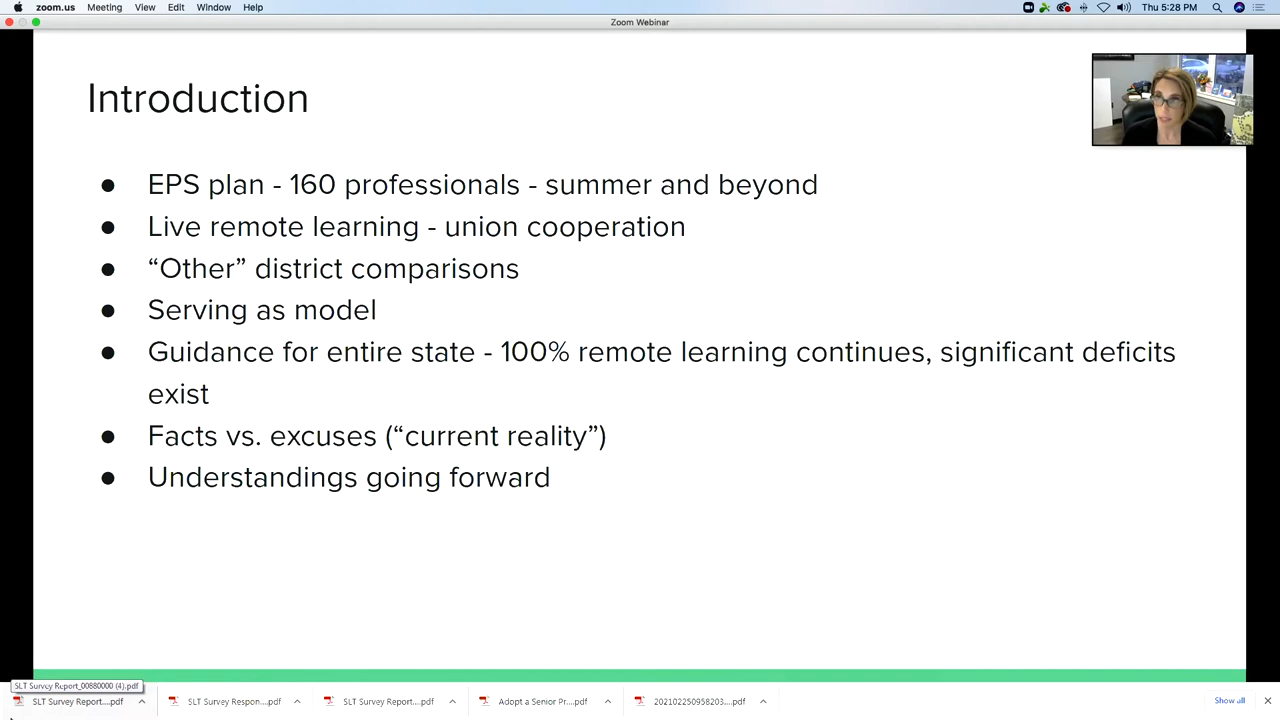 zoom.us Meeting View Edit Window Help Thu 5:28 PM
Zoom Webinar
Introduction
● EPS plan - 160 professionals - summer and beyond
● Live remote learning - union cooperation
● “Other” district comparisons
● Serving as model
● Guidance for entire state - 100% remote learning continues, significant deficits
exist
● Facts vs. excuses (“current reality”)
● Understandings going forward
SLT Survey Report_00880000 (4).pdf
SLT Survey Report....pdf SLT Survey Respon....pdf SLT Survey Report....pdf Adopt a Senior Pr....pdf 202102250958203....pdf Show all